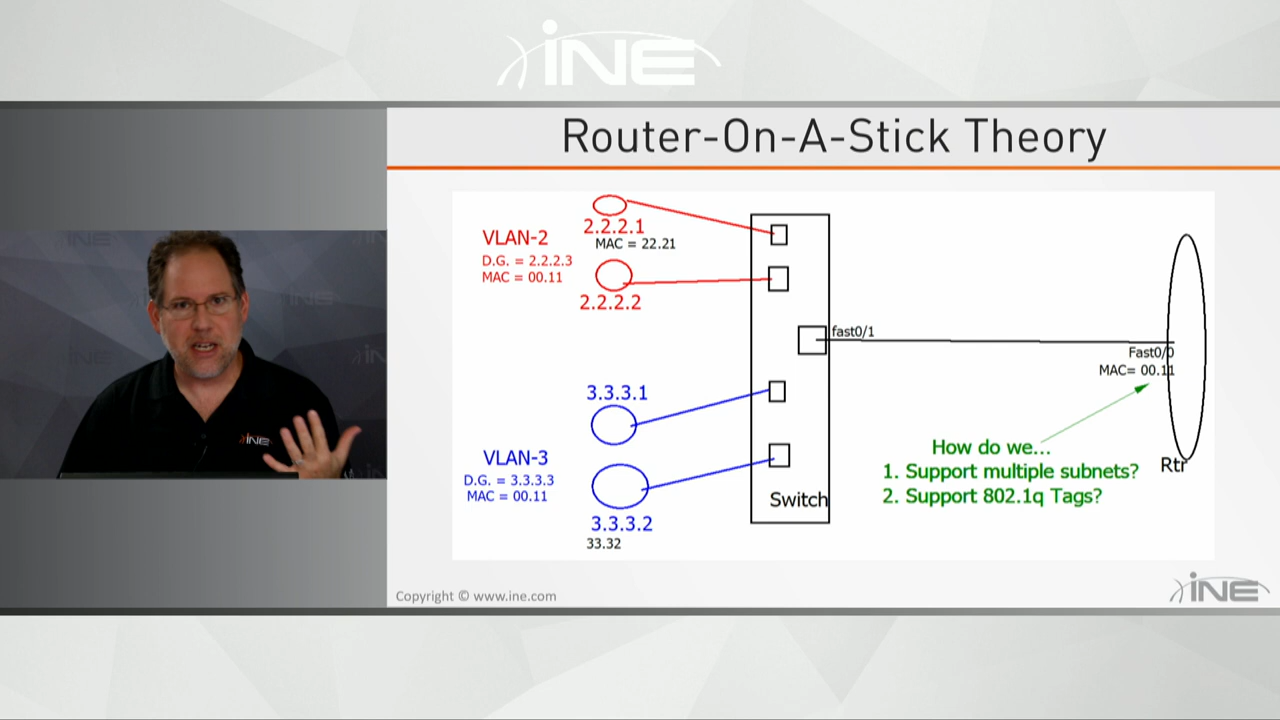 iNE
Router-On-A-Stick Theory
2.2.2.1
MAC = 22.21
VLAN-2
D.G. = 2.2.2.3
MAC = 00.11
2.2.2.2
fast0/1
Fast0/0
MAC= 00.11
3.3.3.1
VLAN-3
D.G. = 3.3.3.3
MAC = 00.11
3.3.3.2
33.32
Switch
How do we...
1. Support multiple subnets?
2. Support 802.1q Tags?
Rtr
iNE
Copyright © www.ine.com
iNE